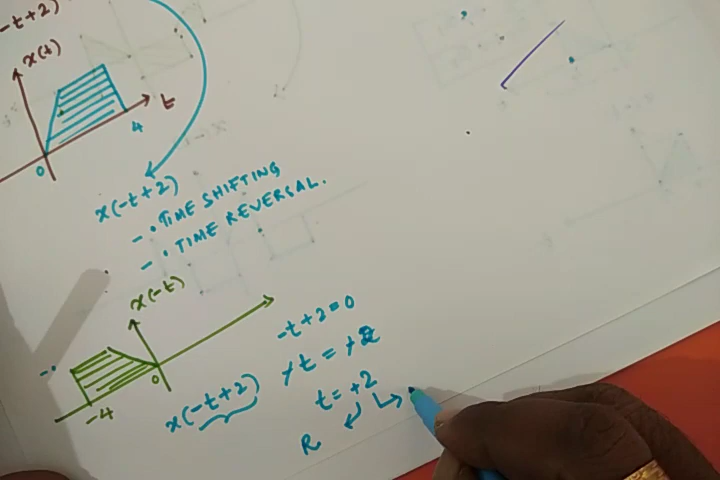 -t+2)
x(t)
t
4
0
x(-t+2)
- • TIME SHIFTING
- • TIME REVERSAL.
x(-t)
0
-4
-t+2=0
-t = -2
x(-t+2)
t = +2
R